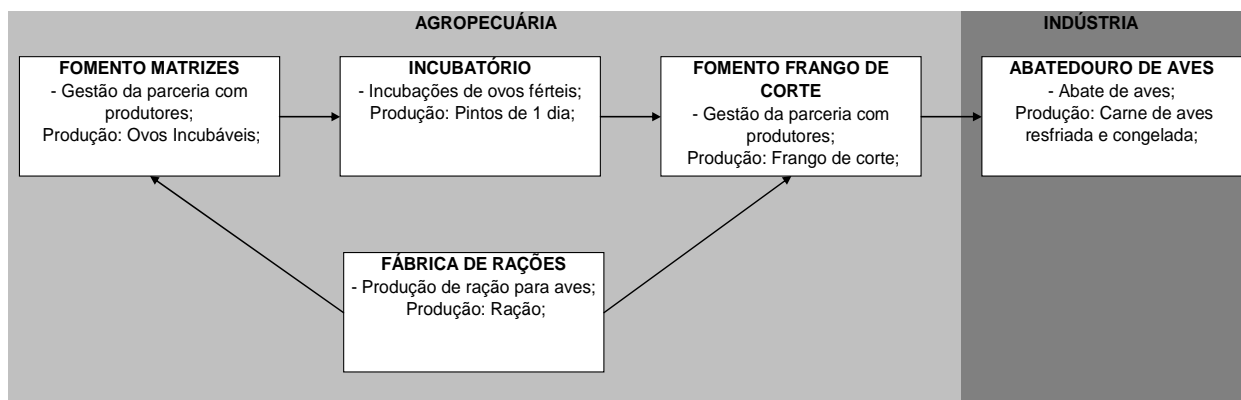 AGROPECUÁRIA
INDÚSTRIA
FOMENTO MATRIZES
- Gestão da parceria com
produtores;
Produção: Ovos Incubáveis;
INCUBATÓRIO
- Incubações de ovos férteis;
Produção: Pintos de 1 dia;
FOMENTO FRANGO DE
CORTE
- Gestão da parceria com
produtores;
Produção: Frango de corte;
ABATEDOURO DE AVES
- Abate de aves;
Produção: Carne de aves
resfriada e congelada;
FÁBRICA DE RAÇÕES
- Produção de ração para aves;
Produção: Ração;